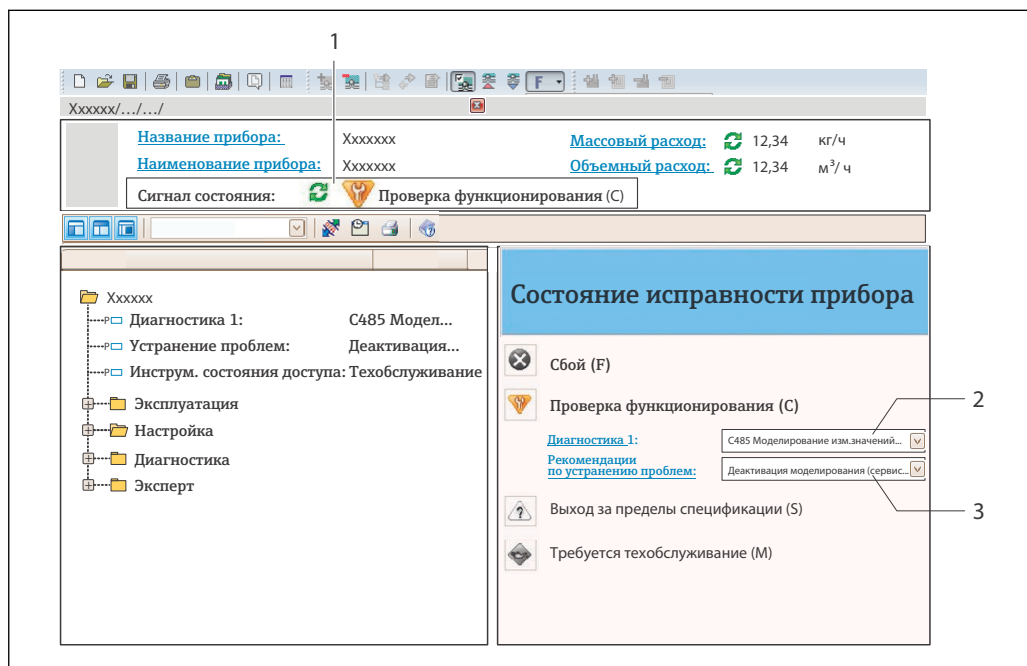 1
F
Xxxxxx/.../.../
Название прибора: Xxxxxxx Массовый расход: 12,34 кг/ч
Наименование прибора: Xxxxxxx Объемный расход: 12,34 м³/ч
Сигнал состояния: Проверка функционирования (C)
Xxxxxx
P Диагностика 1: C485 Модел...
P Устранение проблем: Деактивация...
P Инструм. состояния доступа: Техобслуживание
Эксплуатация
Настройка
Диагностика
Эксперт
Состояние исправности прибора
Сбой (F)
Проверка функционирования (C)
2
Диагностика 1: C485 Моделирование изм.значений...
Рекомендации
по устранению проблем: Деактивация моделирования (сервис...
3
Выход за пределы спецификации (S)
Требуется техобслуживание (M)